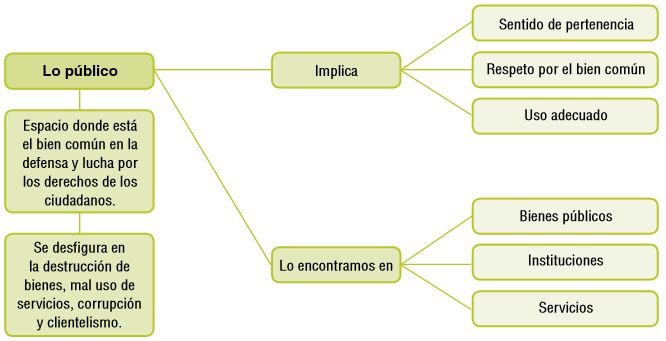 Lo público
Espacio donde está
el bien común en la
defensa y lucha por
los derechos de los
ciudadanos.
Se desfigura en
la destrucción de
bienes, mal uso de
servicios, corrupción
y clientelismo.
Implica
Sentido de pertenencia
Respeto por el bien común
Uso adecuado
Lo encontramos en
Bienes públicos
Instituciones
Servicios